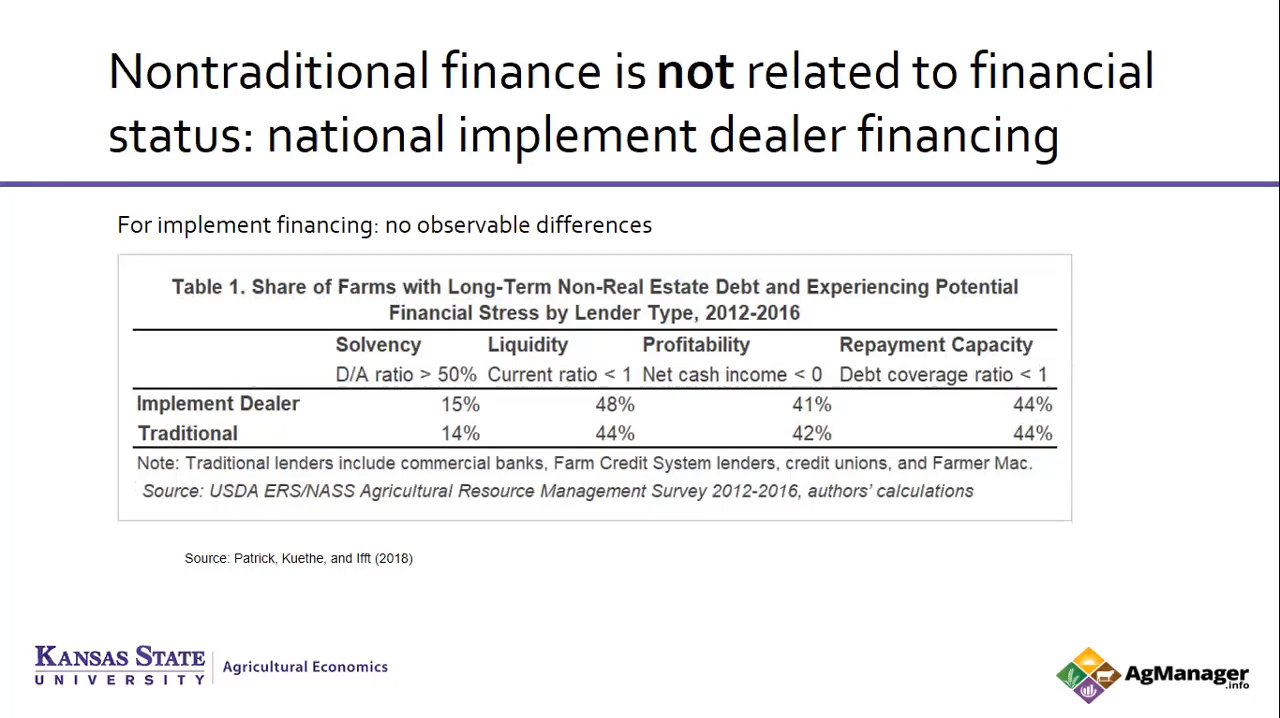 Nontraditional finance is not related to financial
status: national implement dealer financing
For implement financing: no observable differences
Table 1. Share of Farms with Long-Term Non-Real Estate Debt and Experiencing Potential
Financial Stress by Lender Type, 2012-2016
Solvency Liquidity Profitability Repayment Capacity
D/A ratio > 50% Current ratio < 1 Net cash income < 0 Debt coverage ratio < 1
Implement Dealer 15% 48% 41% 44%
Traditional 14% 44% 42% 44%
Note: Traditional lenders include commercial banks, Farm Credit System lenders, credit unions, and Farmer Mac.
Source: USDA ERS/NASS Agricultural Resource Management Survey 2012-2016, authors' calculations
Source: Patrick, Kuethe, and Ifft (2018)
KANSAS STATE
UNIVERSITY
Agricultural Economics
AgManager
.info